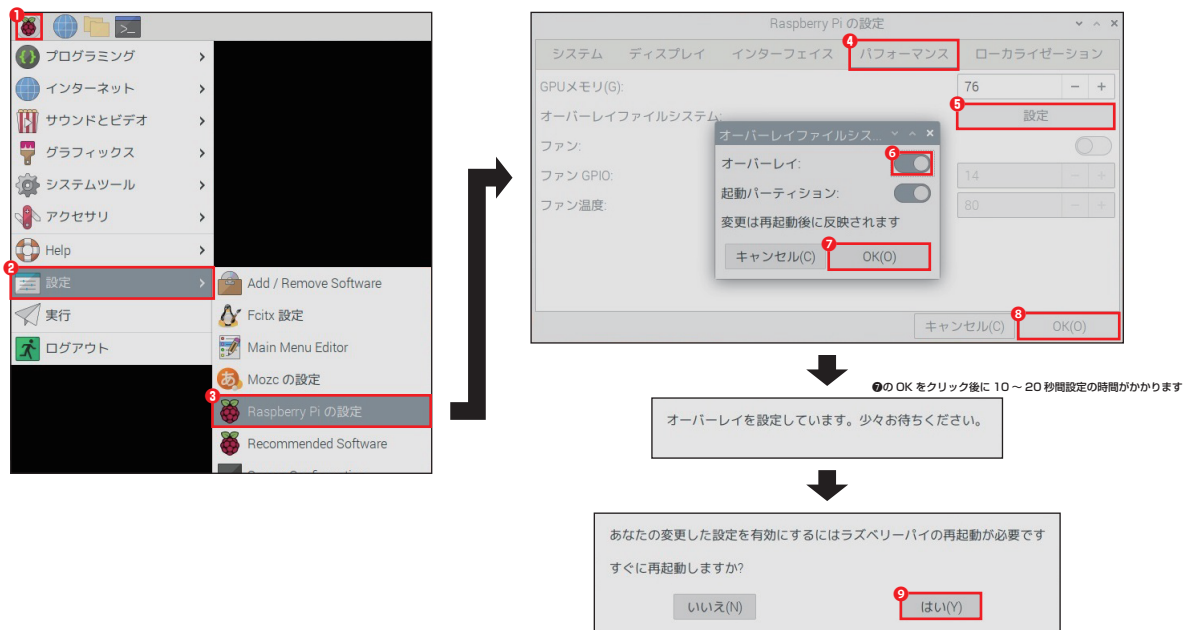 ❶
プログラミング
インターネット
サウンドとビデオ
グラフィックス
システムツール
アクセサリ
Help
❷
設定
実行
ログアウト
Add / Remove Software
Fcitx 設定
Main Menu Editor
Mozc の設定
❸
Raspberry Pi の設定
Recommended Software
Raspberry Pi の設定
システム ディスプレイ インターフェイス ❹ パフォーマンス ローカライゼーション
GPUメモリ(G): 76 − +
オーバーレイファイルシステム: ❺ 設定
ファン:
ファン GPIO: 14 − +
ファン温度: 80 − +
オーバーレイファイルシス...
オーバーレイ: ❻
起動パーティション:
変更は再起動後に反映されます
キャンセル(C) ❼ OK(O)
キャンセル(C) ❽ OK(O)
❼の OK をクリック後に 10 ~ 20 秒間設定の時間がかかります
オーバーレイを設定しています。少々お待ちください。
あなたの変更した設定を有効にするにはラズベリーパイの再起動が必要です
すぐに再起動しますか?
いいえ(N) ❾ はい(Y)